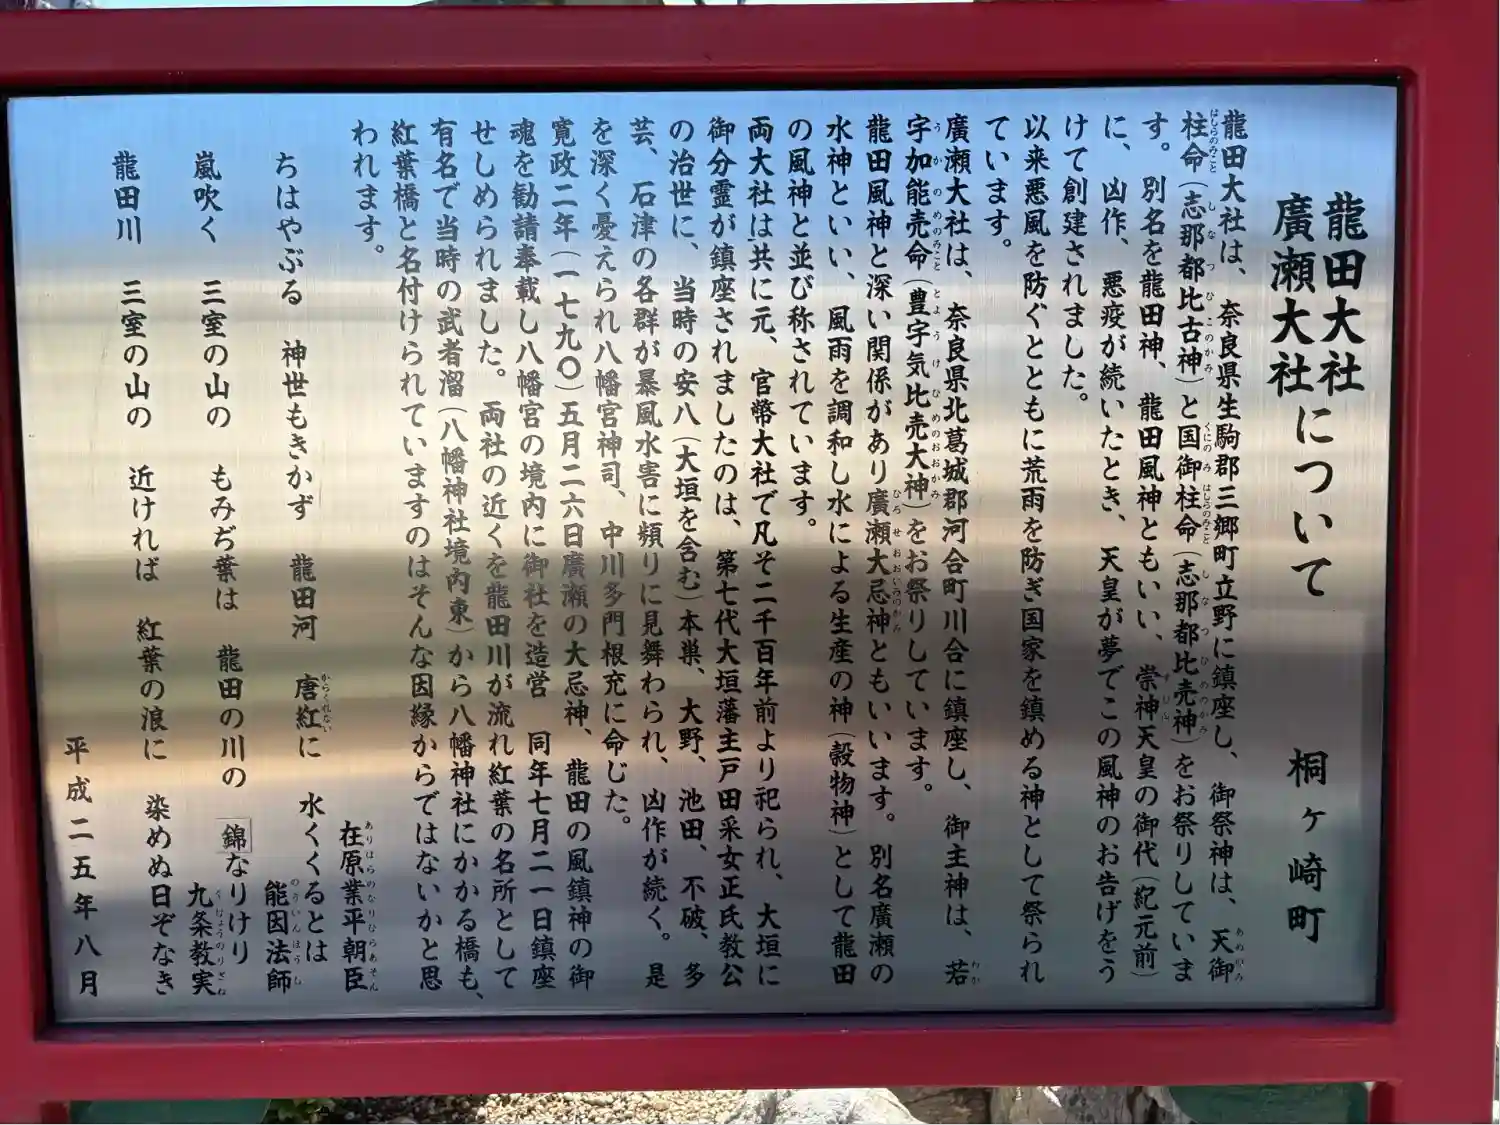 龍田大社
廣瀬大社 について 桐ヶ崎町
龍田大社は、奈良県生駒郡三郷町立野に鎮座し、御祭神は、天御
柱命（志那都比古神）と国御柱命（志那都比売神）をお祭りしていま
す。別名を龍田神、龍田風神ともいい、崇神天皇の御代（紀元前）
に、凶作、悪疫が続いたとき、天皇が夢でこの風神のお告げをう
けて創建されました。
以来悪風を防ぐとともに荒雨を防ぎ国家を鎮める神として祭られ
ています。
廣瀬大社は、奈良県北葛城郡河合町川合に鎮座し、御主神は、若
宇加能売命（豊宇気比売大神）をお祭りしています。
龍田風神と深い関係があり廣瀬大忌神ともいいます。別名廣瀬の
水神といい、風雨を調和し水による生産の神（穀物神）として龍田
の風神と並び称されています。
両大社は共に元、官幣大社で凡そ二千百年前より祀られ、大垣に
御分霊が鎮座されましたのは、第七代大垣藩主戸田采女正氏教公
の治世に、当時の安八（大垣を含む）本巣、大野、池田、不破、多
芸、石津の各群が暴風水害に頻りに見舞われ、凶作が続く。是
を深く憂えられ八幡宮神司、中川多門根充に命じた。
寛政二年（一七九〇）五月二六日廣瀬の大忌神、龍田の風鎮神の御
魂を勧請奉載し八幡宮の境内に御社を造営 同年七月二一日鎮座
せしめられました。両社の近くを龍田川が流れ紅葉の名所として
有名で当時の武者溜（八幡神社境内東）から八幡神社にかかる橋も、
紅葉橋と名付けられていますのはそんな因縁からではないかと思
われます。
在原業平朝臣
ちはやぶる 神世もきかず 龍田河 唐紅に 水くくるとは
能因法師
嵐吹く 三室の山の もみぢ葉は 龍田の川の 錦なりけり
九条教実
龍田川 三室の山の 近ければ 紅葉の浪に 染めぬ日ぞなき
平成二五年八月